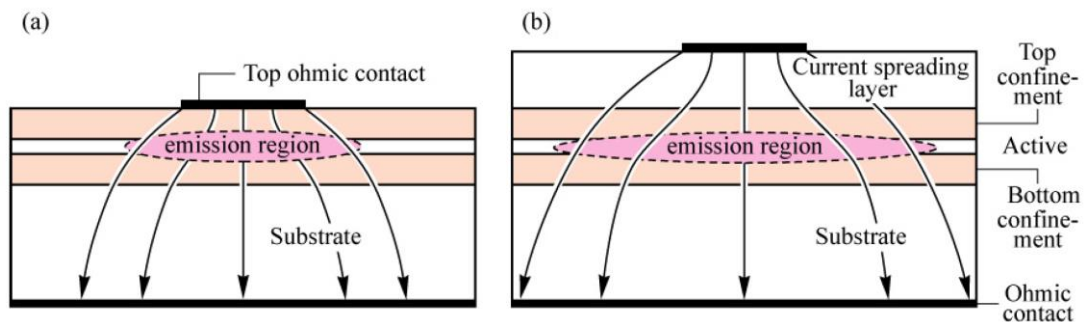 (a)
Top ohmic contact
emission region
Substrate
(b)
Current spreading
layer
emission region
Substrate
Top
confine-
ment
Active
Bottom
confine-
ment
Ohmic
contact